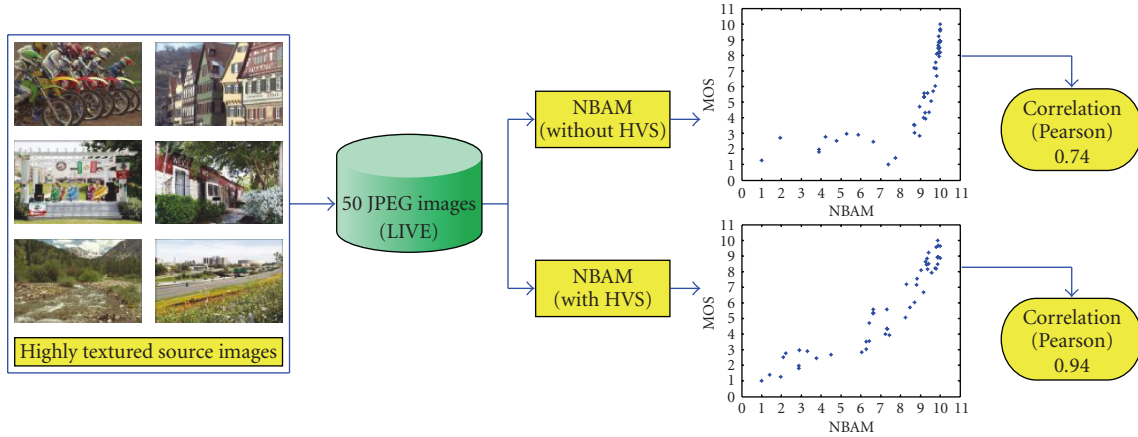 Highly textured source images
50 JPEG images
(LIVE)
NBAM
(without HVS)
NBAM
(with HVS)
11
10
9
8
7
6
5
4
3
2
1
0
MOS
0 1 2 3 4 5 6 7 8 9 10 11
NBAM
Correlation
(Pearson)
0.74
11
10
9
8
7
6
5
4
3
2
1
0
MOS
0 1 2 3 4 5 6 7 8 9 10 11
NBAM
Correlation
(Pearson)
0.94